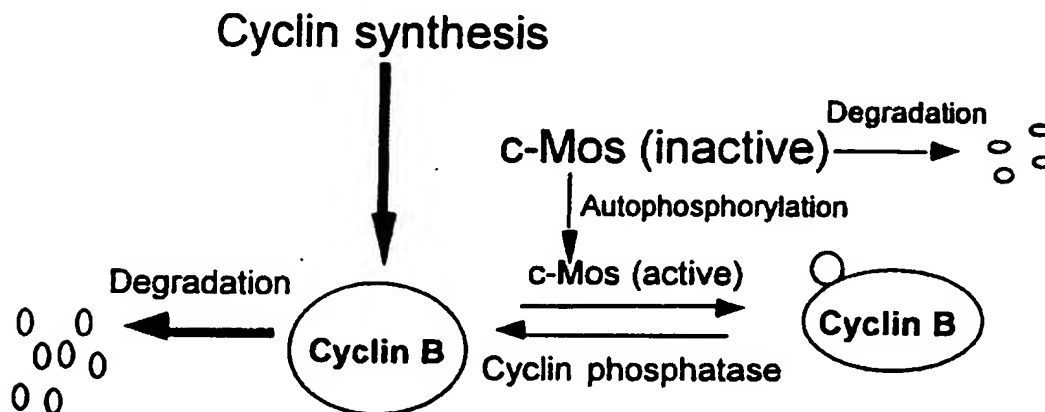 Cyclin synthesis
Degradation
c-Mos (inactive)
Autophosphorylation
c-Mos (active)
Degradation
Cyclin B
Cyclin B
Cyclin phosphatase